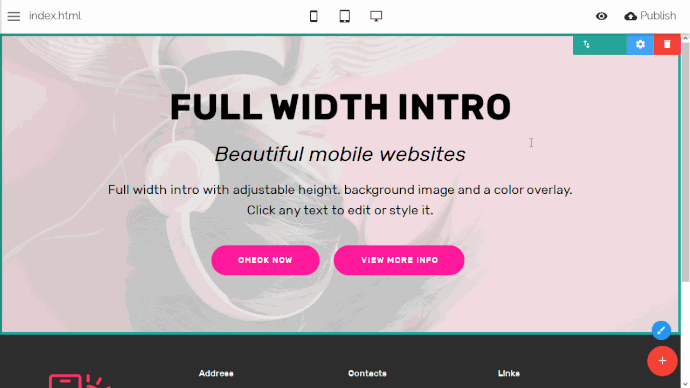 index.html
Publish
FULL WIDTH INTRO
Beautiful mobile websites
Full width intro with adjustable height, background image and a color overlay.
Click any text to edit or style it.
CHECK NOW
VIEW MORE INFO
Address
Contacts
Links